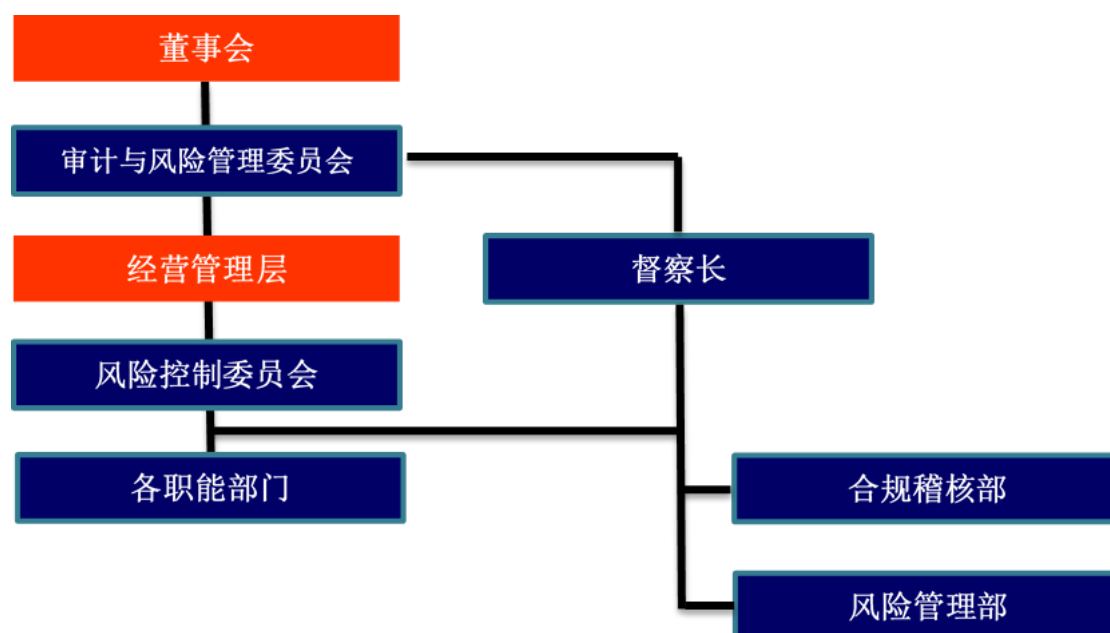 董事会
审计与风险管理委员会
经营管理层
督察长
风险控制委员会
各职能部门
合规稽核部
风险管理部